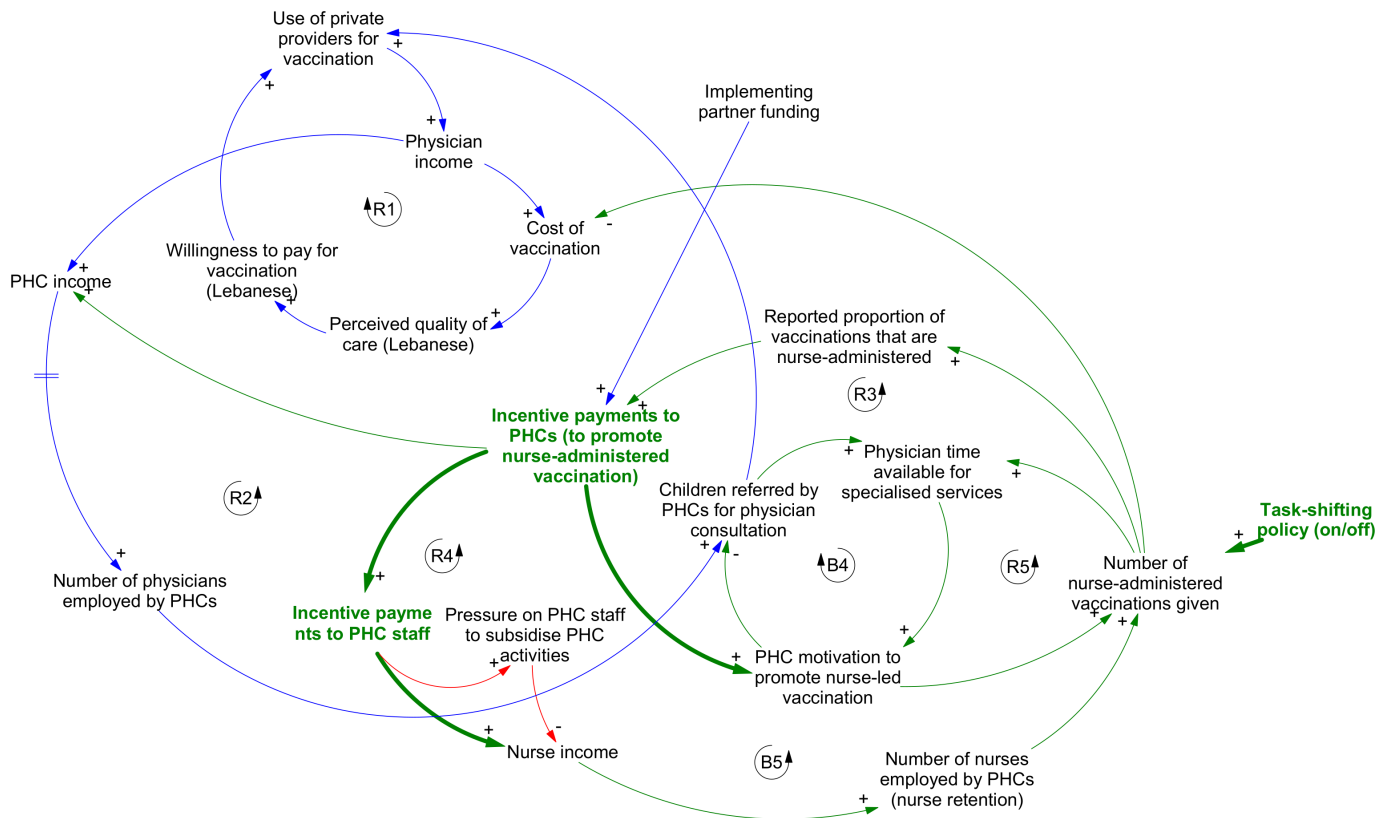 Use of private
providers for
vaccination
+
+
Implementing
partner funding
+
Physician
income
+
R1
+
-
Cost of
vaccination
Willingness to pay for
vaccination
(Lebanese)
+
PHC income
+
+
+
Perceived quality of
care (Lebanese)
Reported proportion of
vaccinations that are
nurse-administered
+
R3
+
+
Incentive payments to
PHCs (to promote
nurse-administered
vaccination)
Physician time
available for
specialised services
+
+
Children referred by
PHCs for physician
consultation
+
-
R2
Task-shifting
policy (on/off)
+
R4
B4
R5
+
Number of physicians
employed by PHCs
Number of
nurse-administered
vaccinations given
+
+
+
Incentive payme
nts to PHC staff
Pressure on PHC staff
to subsidise PHC
activities
+
+
+
PHC motivation to
promote nurse-led
vaccination
+
-
Nurse income
B5
Number of nurses
employed by PHCs
(nurse retention)
+